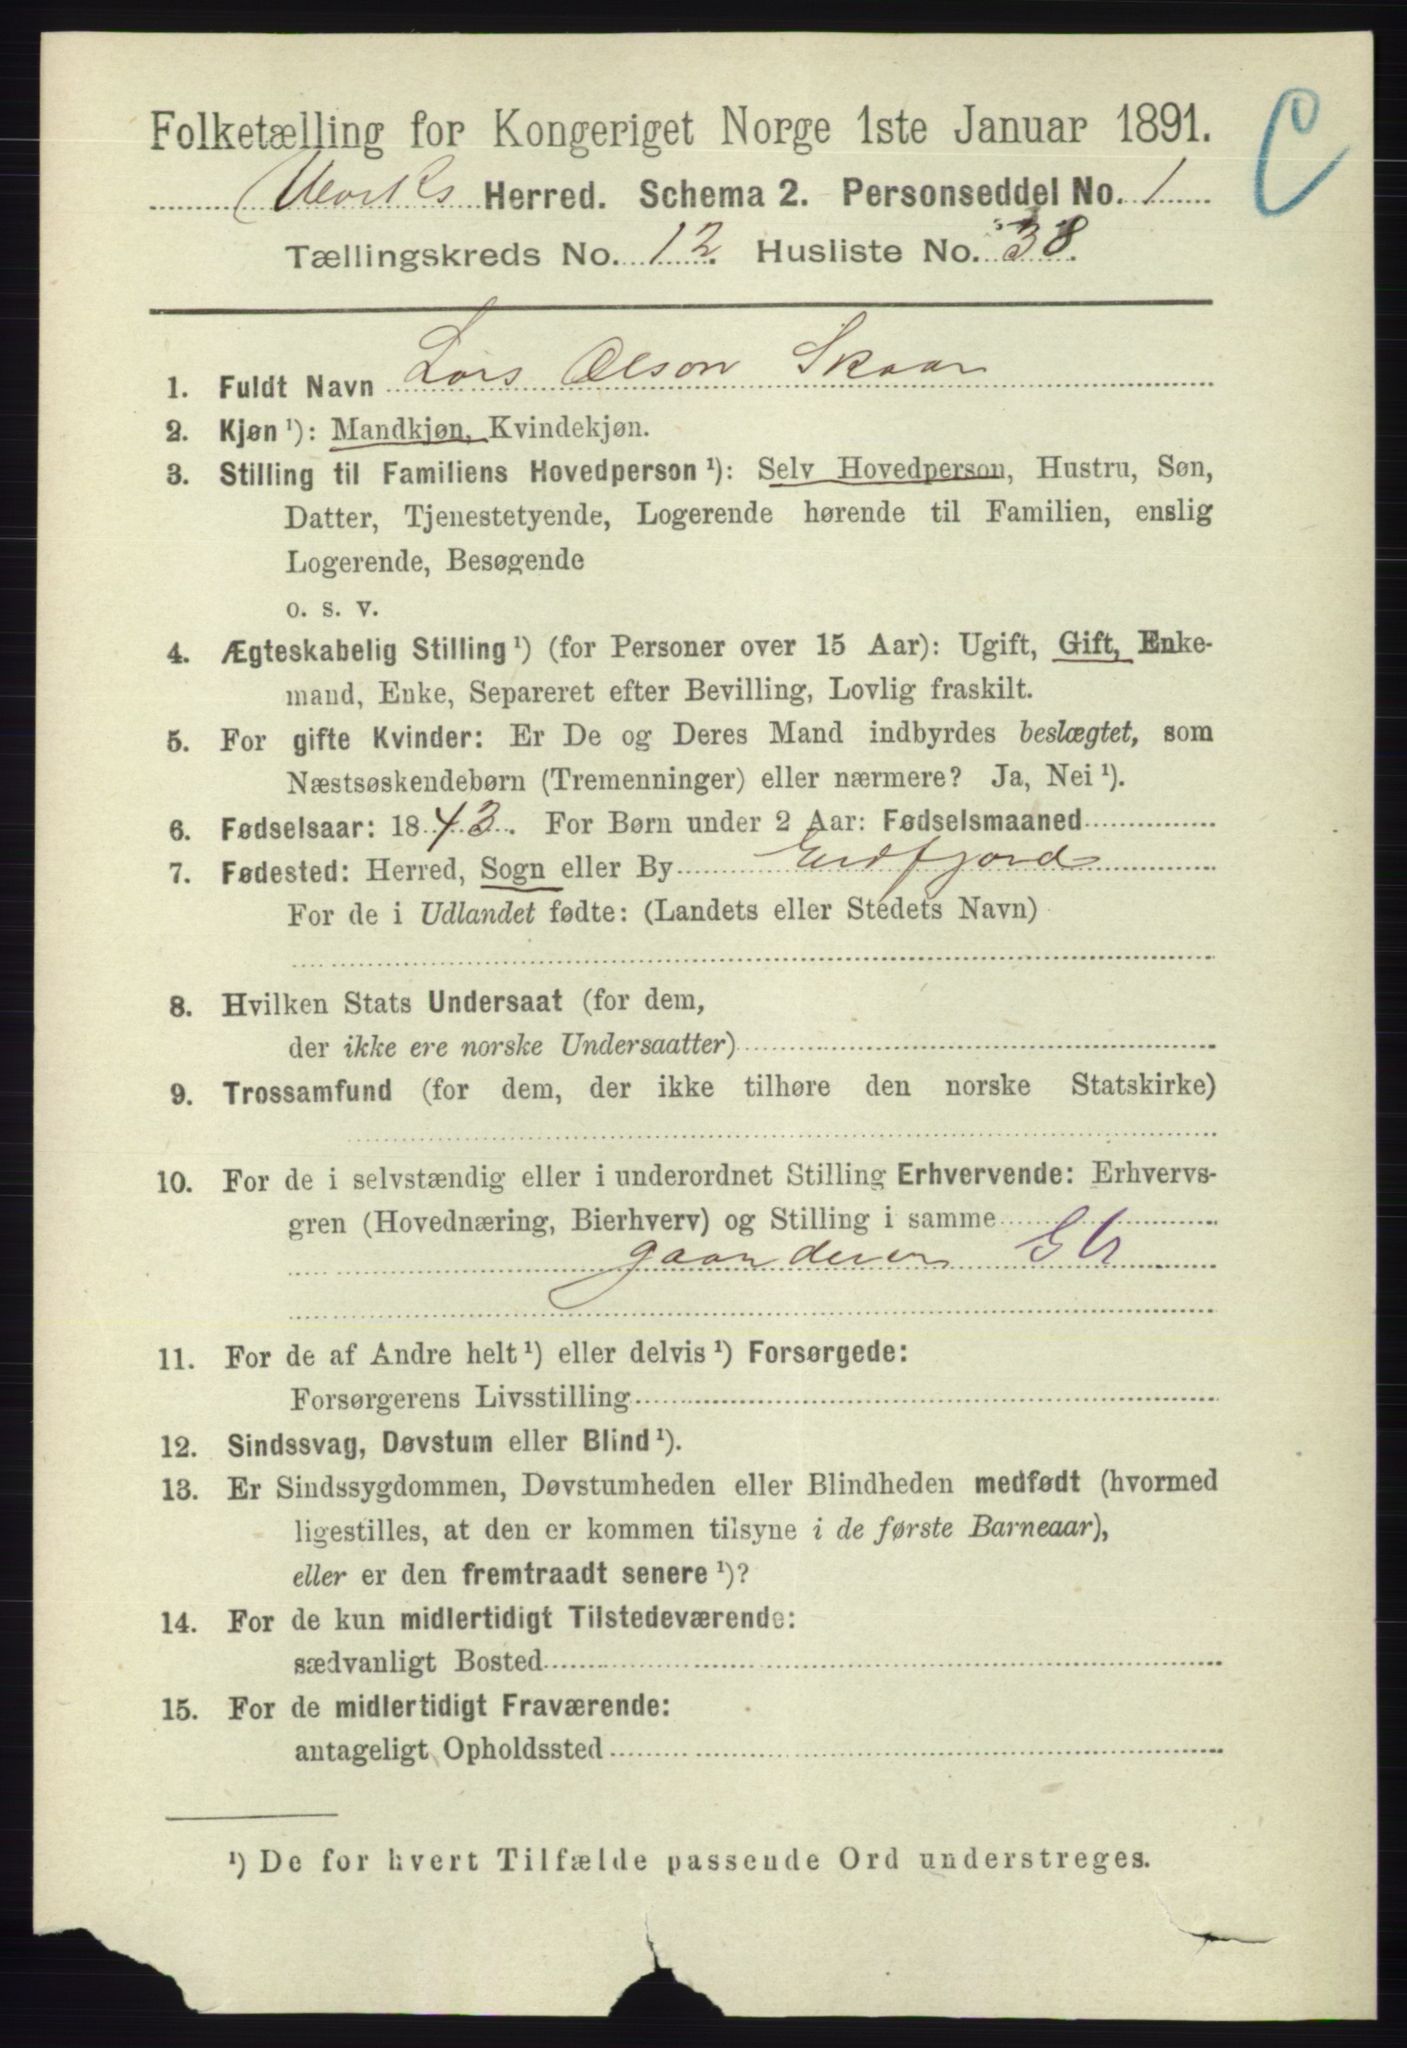 Folketælling for Kongeriget Norge 1ste Januar 1891.
C
Herred. Schema 2. Personseddel No. 1
Tællingskreds No. 12. Husliste No. 38.
1. Fuldt Navn Lars Olson Skaar
2. Kjøn ¹): Mandkjøn, Kvindekjøn.
3. Stilling til Familiens Hovedperson ¹): Selv Hovedperson, Hustru, Søn,
Datter, Tjenestetyende, Logerende hørende til Familien, enslig
Logerende, Besøgende
o. s. v.
4. Ægteskabelig Stilling ¹) (for Personer over 15 Aar): Ugift, Gift, Enke-
mand, Enke, Separeret efter Bevilling, Lovlig fraskilt.
5. For gifte Kvinder: Er De og Deres Mand indbyrdes beslægtet, som
Næstsøskendebørn (Tremenninger) eller nærmere? Ja, Nei ¹).
6. Fødselsaar: 1843. For Børn under 2 Aar: Fødselsmaaned
7. Fødested: Herred, Sogn eller By Eidfjord
For de i Udlandet fødte: (Landets eller Stedets Navn)
8. Hvilken Stats Undersaat (for dem,
der ikke ere norske Undersaatter)
9. Trossamfund (for dem, der ikke tilhøre den norske Statskirke)
10. For de i selvstændig eller i underordnet Stilling Erhvervende: Erhvervs-
gren (Hovednæring, Bierhverv) og Stilling i samme
gaardever
11. For de af Andre helt ¹) eller delvis ¹) Forsørgede:
Forsørgerens Livsstilling
12. Sindssvag, Døvstum eller Blind ¹).
13. Er Sindssygdommen, Døvstumheden eller Blindheden medfødt (hvormed
ligestilles, at den er kommen tilsyne i de første Barneaar),
eller er den fremtraadt senere ¹)?
14. For de kun midlertidigt Tilstedeværende:
sædvanligt Bosted
15. For de midlertidigt Fraværende:
antageligt Opholdssted
¹) De for hvert Tilfælde passende Ord understreges.